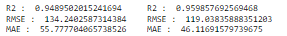 R2 : 0.9489502015241694 R2 : 0.959857692569468
RMSE : 134.2402587314384 RMSE : 119.03835888351203
MAE : 55.777704065738526 MAE : 46.11691579739675